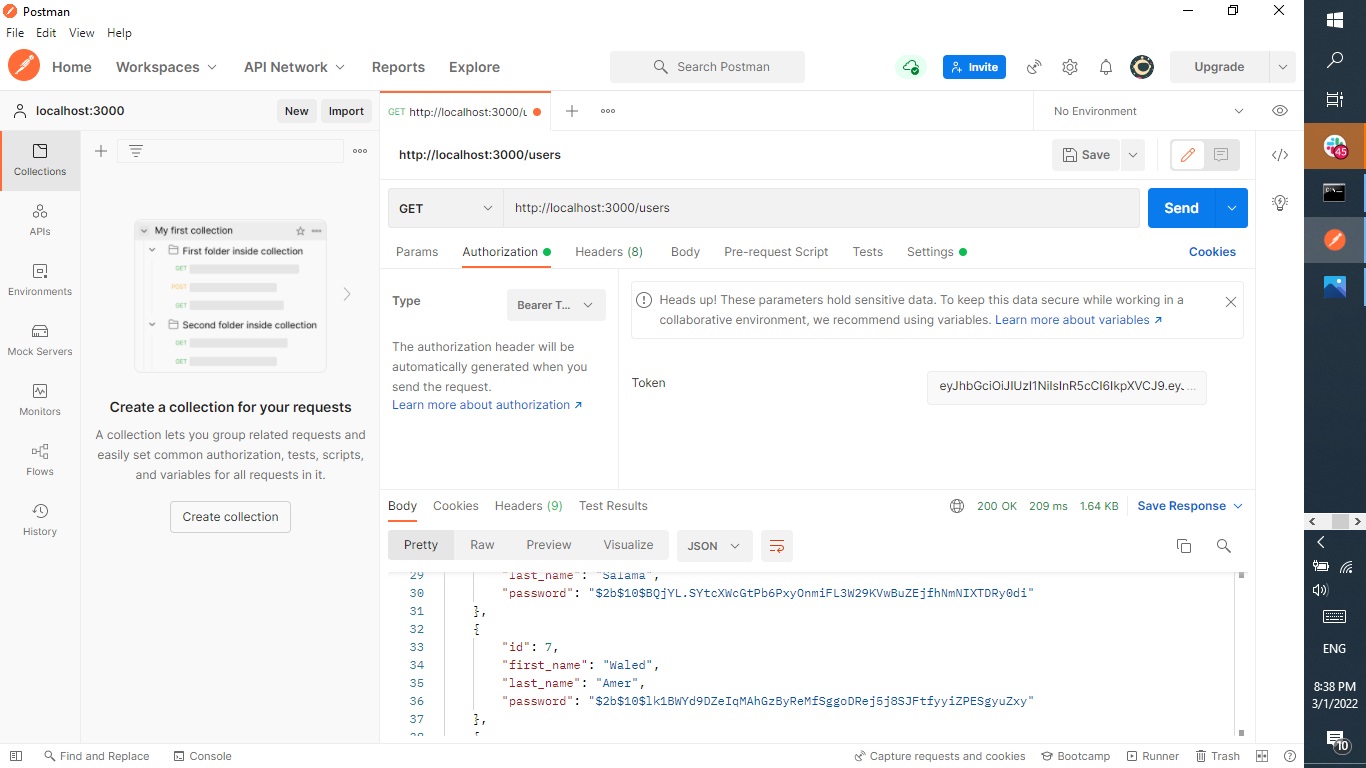 Postman
File Edit View Help
Home Workspaces API Network Reports Explore
Search Postman
Invite
Upgrade
localhost:3000
New Import
GET http://localhost:3000/u
No Environment
Collections
APIs
Environments
Mock Servers
Monitors
Flows
History
My first collection
First folder inside collection
GET
POST
GET
Second folder inside collection
GET
GET
Create a collection for your requests
A collection lets you group related requests and
easily set common authorization, tests, scripts,
and variables for all requests in it.
Create collection
http://localhost:3000/users
Save
GET http://localhost:3000/users
Send
Params Authorization Headers (8) Body Pre-request Script Tests Settings Cookies
Type Bearer T...
The authorization header will be
automatically generated when you
send the request.
Learn more about authorization ↗
Heads up! These parameters hold sensitive data. To keep this data secure while working in a
collaborative environment, we recommend using variables. Learn more about variables ↗
Token
Body Cookies Headers (9) Test Results
200 OK 209 ms 1.64 KB Save Response
Pretty Raw Preview Visualize JSON
29 "last_name": "Salama",
30 "password": "$2b$10$BQjYL.SYtcXWcGtPb6PxyOnmiFL3W29KVwBuZEjfhNmNIXTDRy0di"
31 },
32 {
33 "id": 7,
34 "first_name": "Waled",
35 "last_name": "Amer",
36 "password": "$2b$10$lk1BWYd9DZeIqMAhGzByReMfSggoDRej5j8SJFtfyyiZPESgyuZxy"
37 },
Find and Replace Console
Capture requests and cookies Bootcamp Runner Trash
45
ENG
8:38 PM
3/1/2022
10